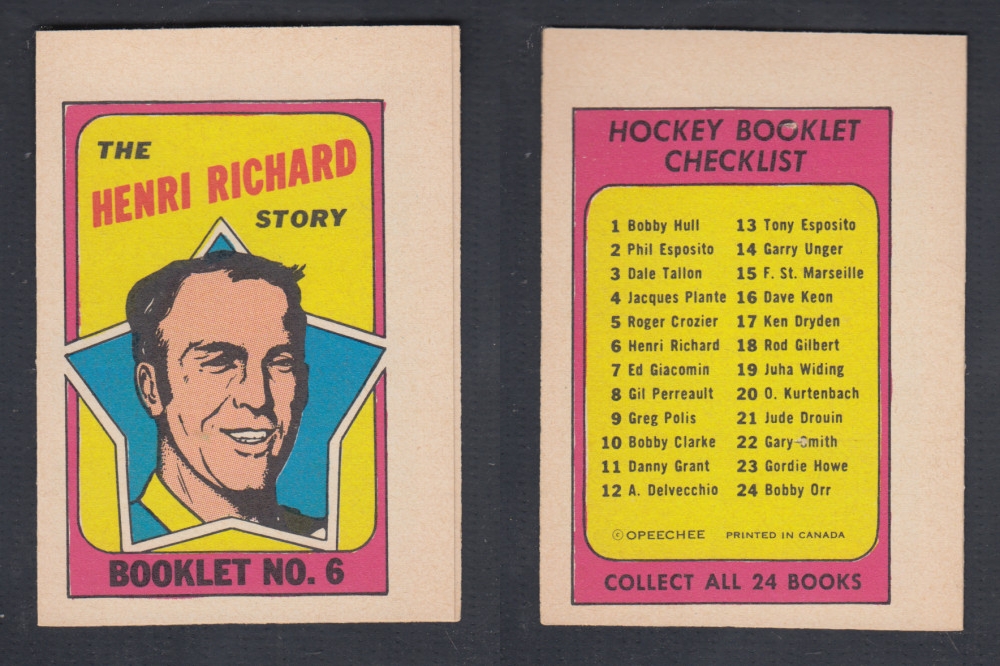 THE
HENRI RICHARD
STORY
BOOKLET NO. 6
HOCKEY BOOKLET
CHECKLIST
1 Bobby Hull 13 Tony Esposito
2 Phil Esposito 14 Garry Unger
3 Dale Tallon 15 F. St. Marseille
4 Jacques Plante 16 Dave Keon
5 Roger Crozier 17 Ken Dryden
6 Henri Richard 18 Rod Gilbert
7 Ed Giacomin 19 Juha Widing
8 Gil Perreault 20 O. Kurtenbach
9 Greg Polis 21 Jude Drouin
10 Bobby Clarke 22 Gary Smith
11 Danny Grant 23 Gordie Howe
12 A. Delvecchio 24 Bobby Orr
© OPEECHEE PRINTED IN CANADA
COLLECT ALL 24 BOOKS